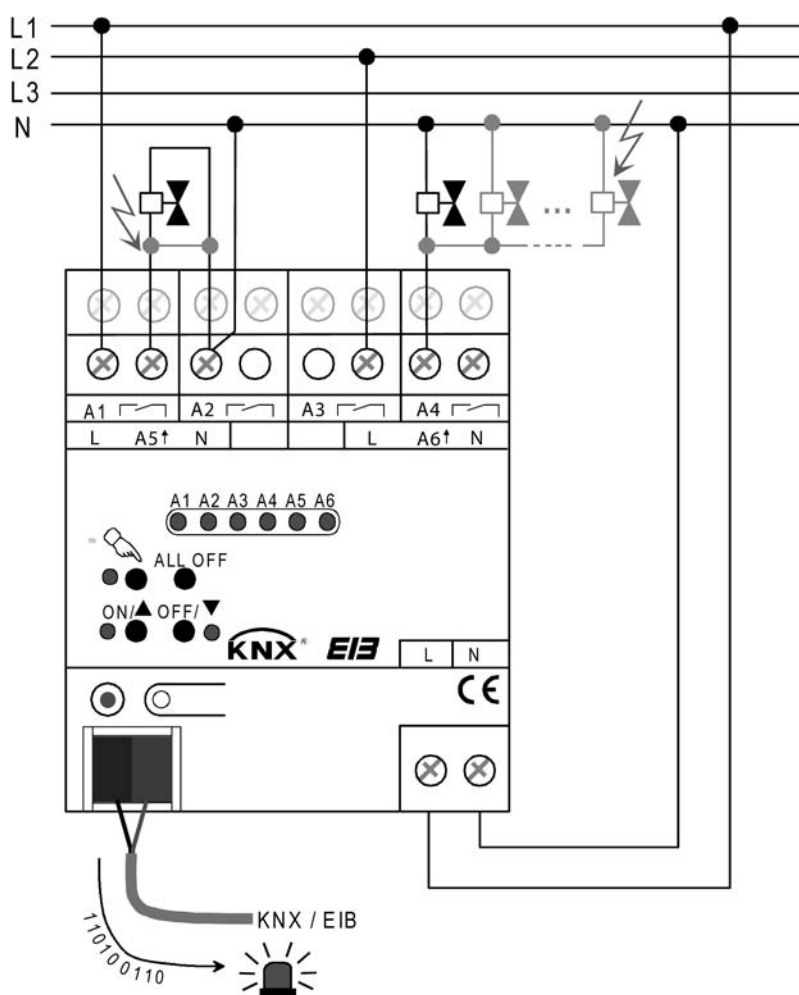 L1
L2
L3
N
A1 A2 A3 A4
L A5↑ N L A6↑ N
A1 A2 A3 A4 A5 A6
ALL OFF
ON/▲ OFF/▼
KNX ® EIB
L N
CE
KNX / EIB
110100110